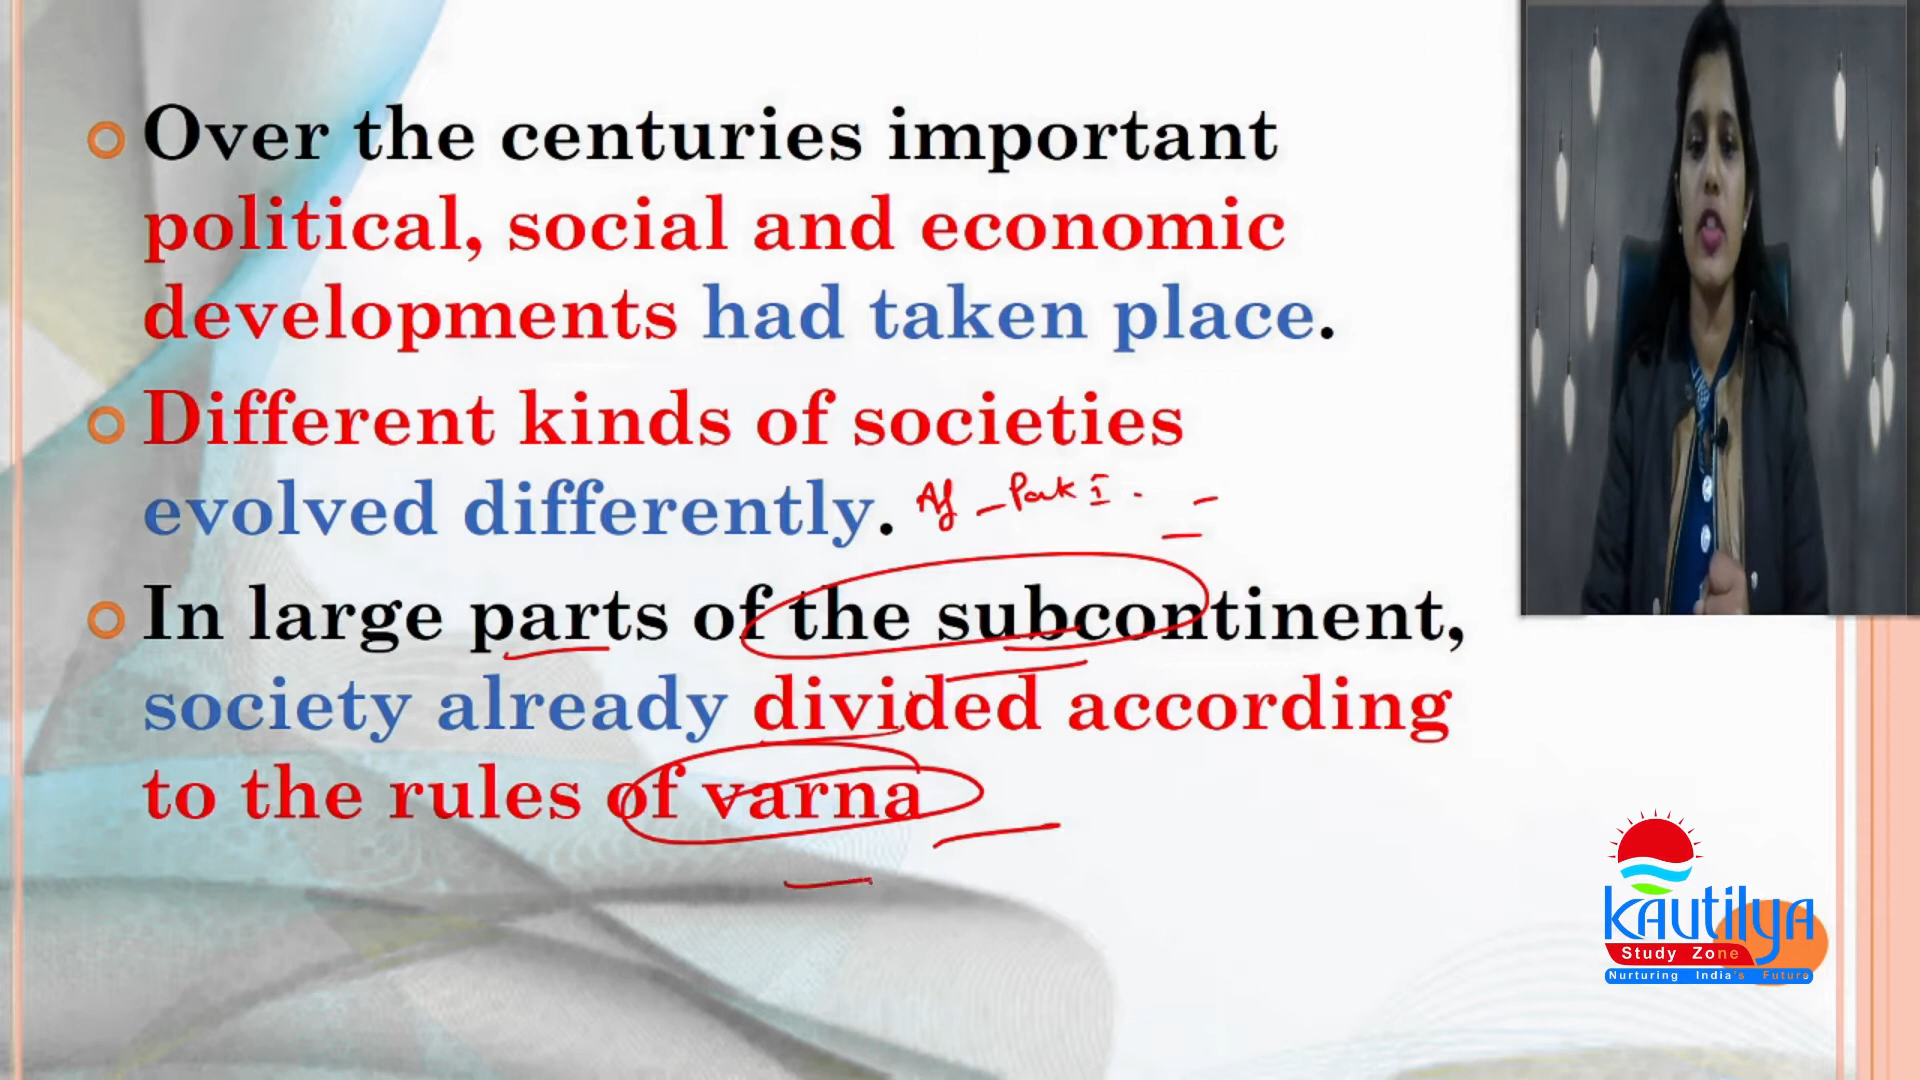 Over the centuries important
political, social and economic
developments had taken place.
Different kinds of societies
evolved differently.
In large parts of the subcontinent,
society already divided according
to the rules of varna
Kautilya
Study Zone
Nurturing India's Future